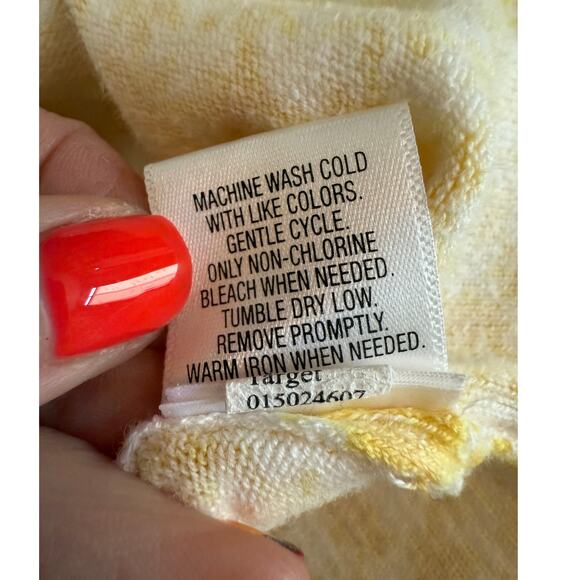 MACHINE WASH COLD
WITH LIKE COLORS.
GENTLE CYCLE.
ONLY NON-CHLORINE
BLEACH WHEN NEEDED.
TUMBLE DRY LOW.
REMOVE PROMPTLY.
WARM IRON WHEN NEEDED.
Target
015024607